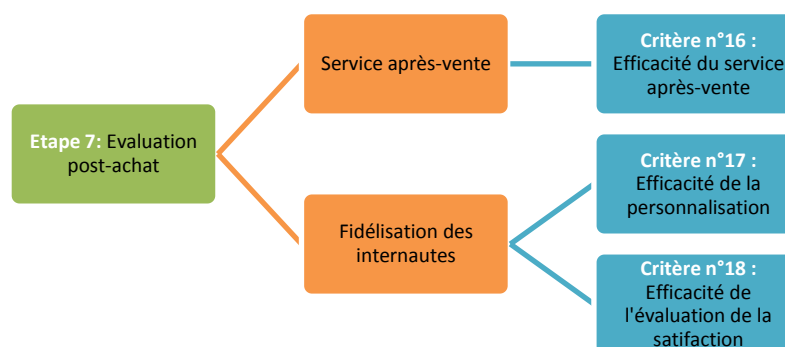 Etape 7: Evaluation
post-achat
Service après-vente
Fidélisation des
internautes
Critère n°16 :
Efficacité du service
après-vente
Critère n°17 :
Efficacité de la
personnalisation
Critère n°18 :
Efficacité de
l'évaluation de la
satifaction